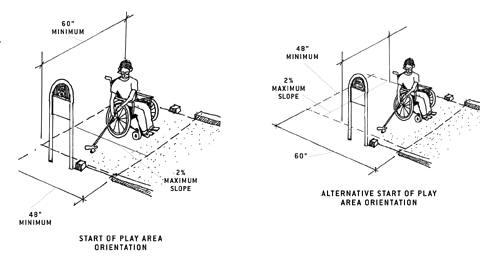 60"
MINIMUM
2%
MAXIMUM
SLOPE
48"
MINIMUM
START OF PLAY AREA
ORIENTATION
48"
MINIMUM
2%
MAXIMUM
SLOPE
60"
ALTERNATIVE START OF PLAY
AREA ORIENTATION